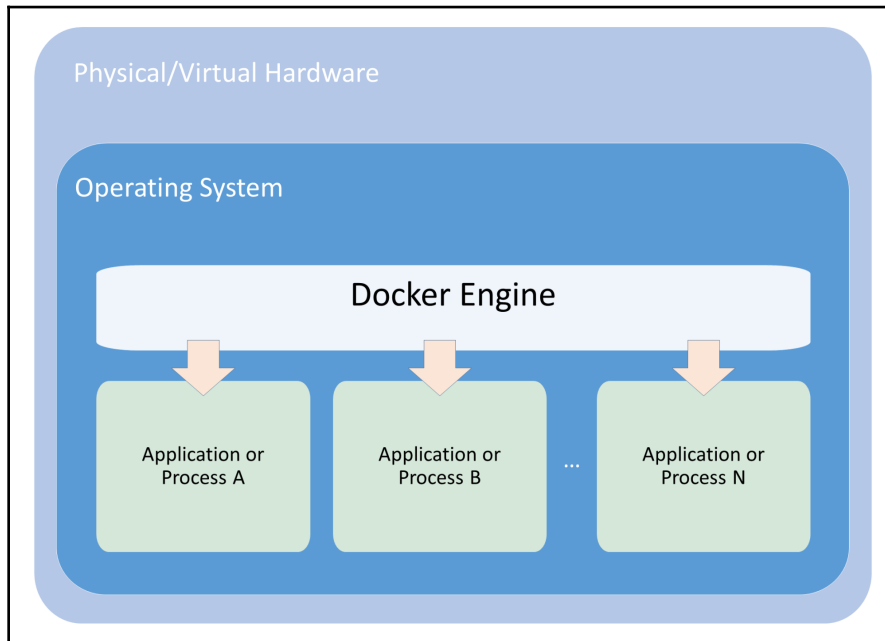 Physical/Virtual Hardware
Operating System
Docker Engine
Application or
Process A
Application or
Process B
...
Application or
Process N